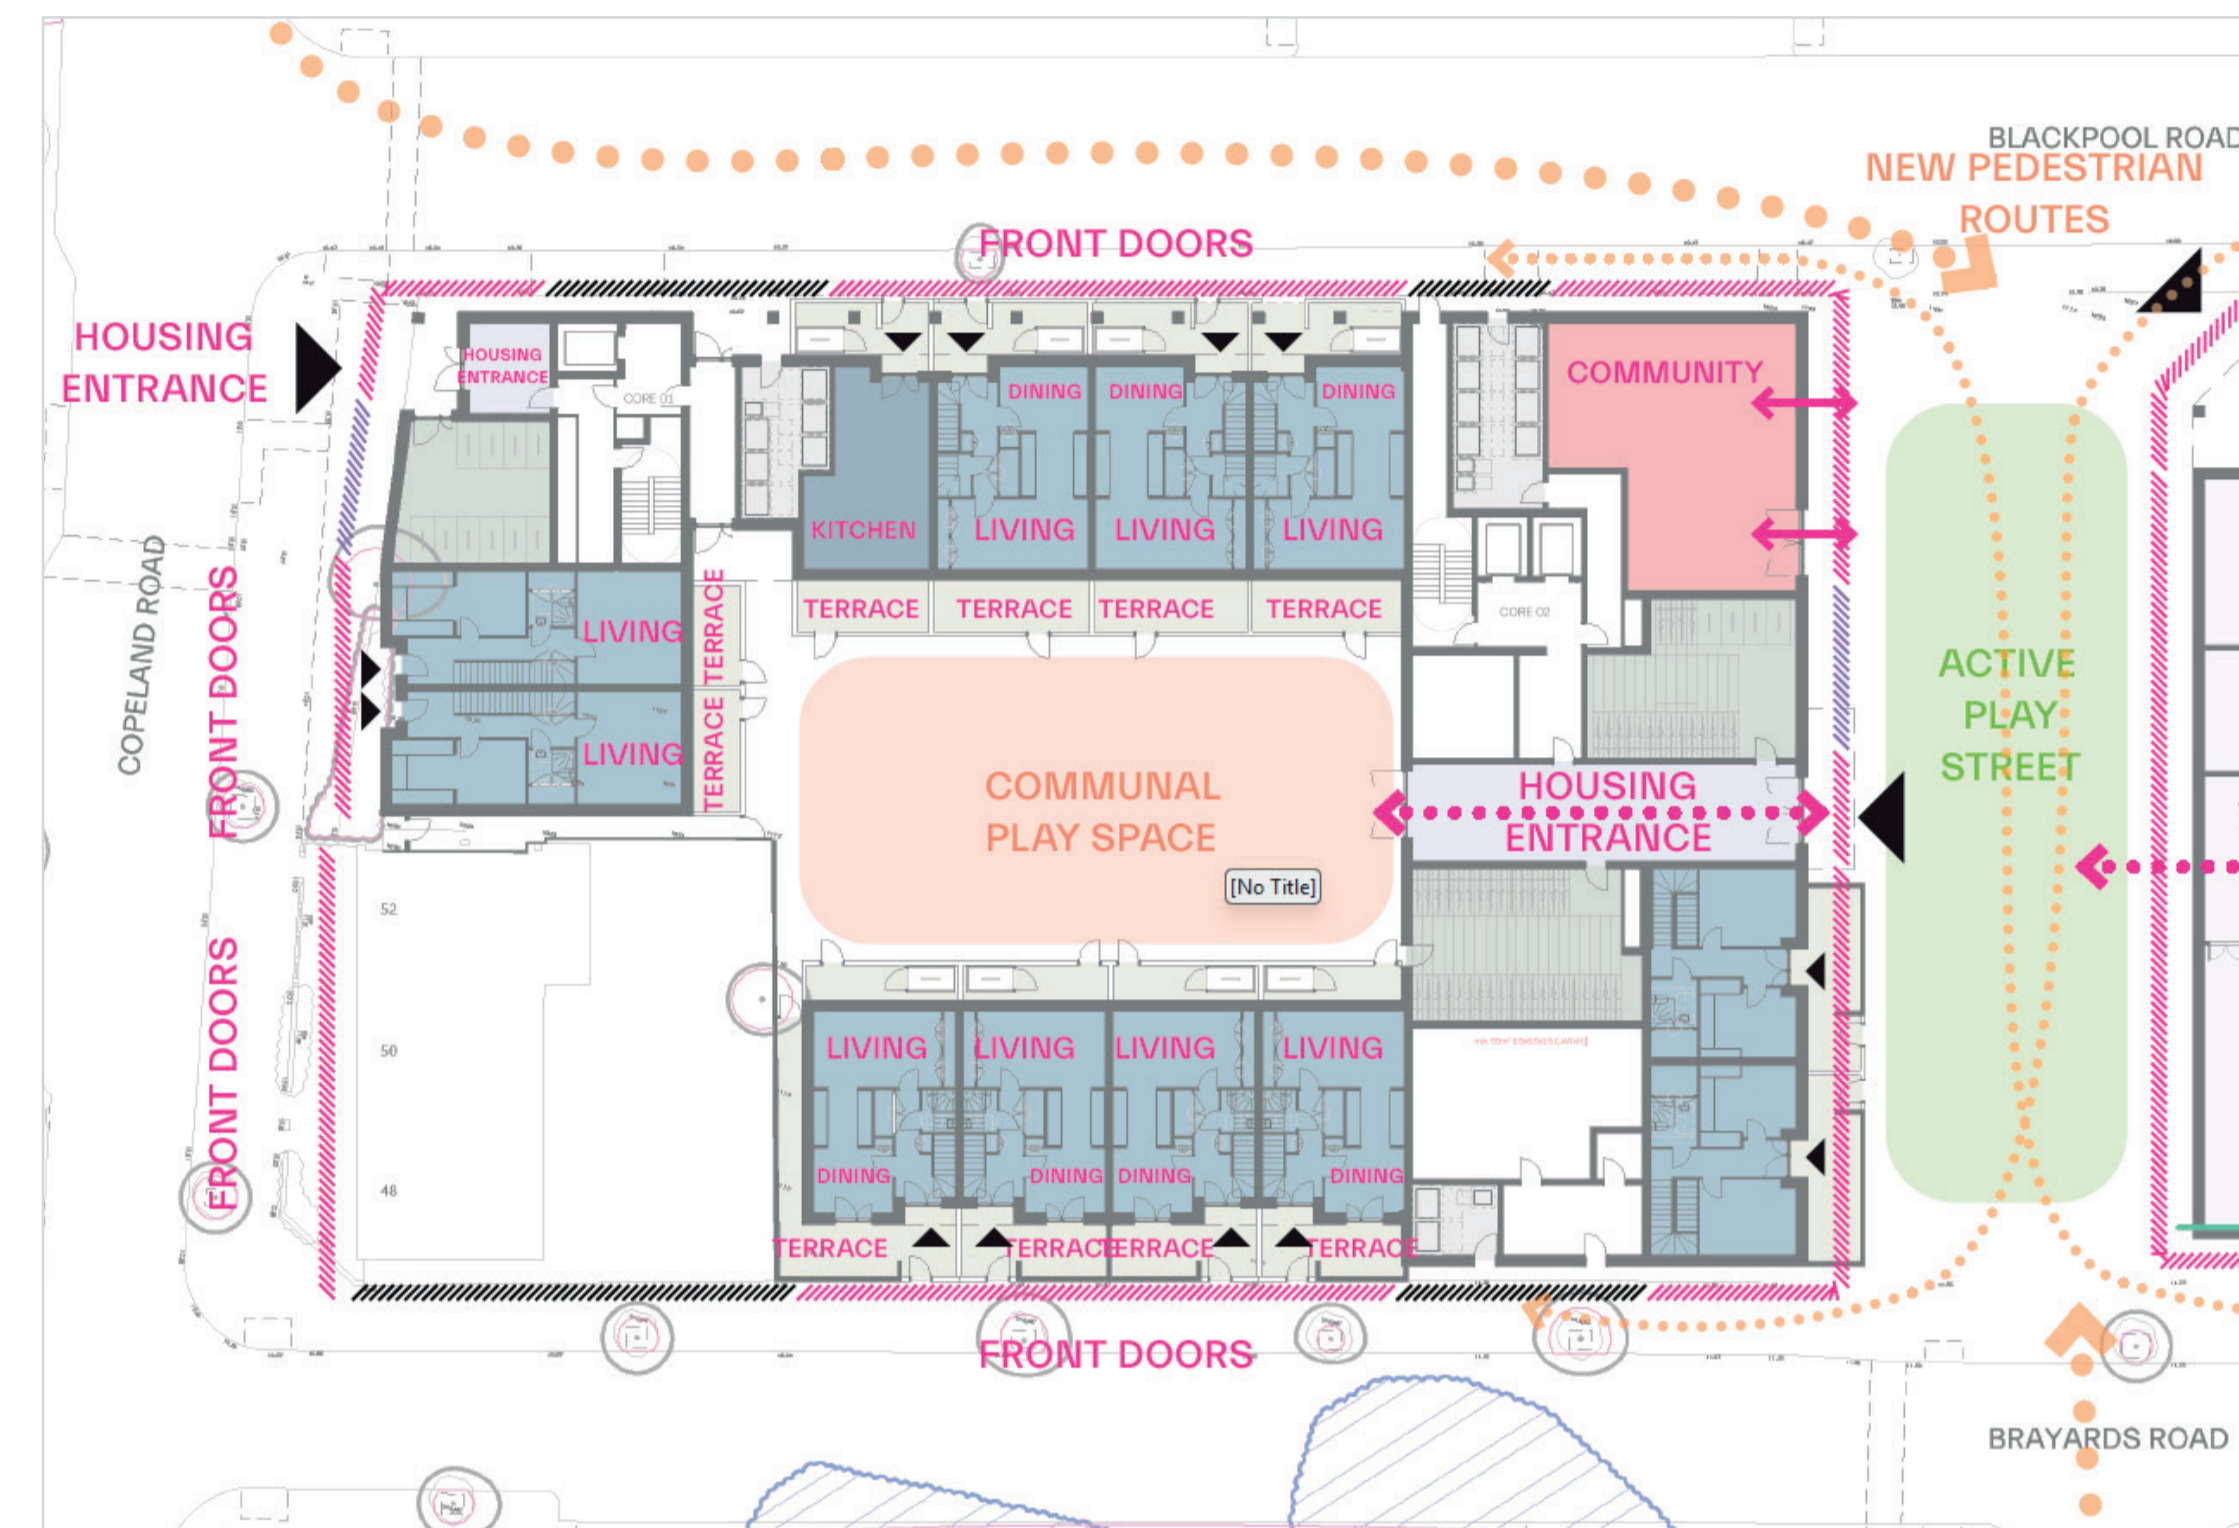 BLACKPOOL ROAD
NEW PEDESTRIAN
ROUTES
FRONT DOORS
HOUSING
ENTRANCE
HOUSING
ENTRANCE
CORE 01
KITCHEN
DINING
DINING
DINING
LIVING
LIVING
LIVING
COMMUNITY
TERRACE
TERRACE
TERRACE
TERRACE
CORE 02
COPELAND ROAD
FRONT DOORS
LIVING
LIVING
TERRACE
TERRACE
ACTIVE
PLAY
STREET
COMMUNAL
PLAY SPACE
HOUSING
ENTRANCE
[No Title]
FRONT DOORS
52
50
48
LIVING
LIVING
LIVING
LIVING
DINING
DINING
DINING
DINING
TERRACE
TERRACE
TERRACE
TERRACE
FRONT DOORS
BRAYARDS ROAD